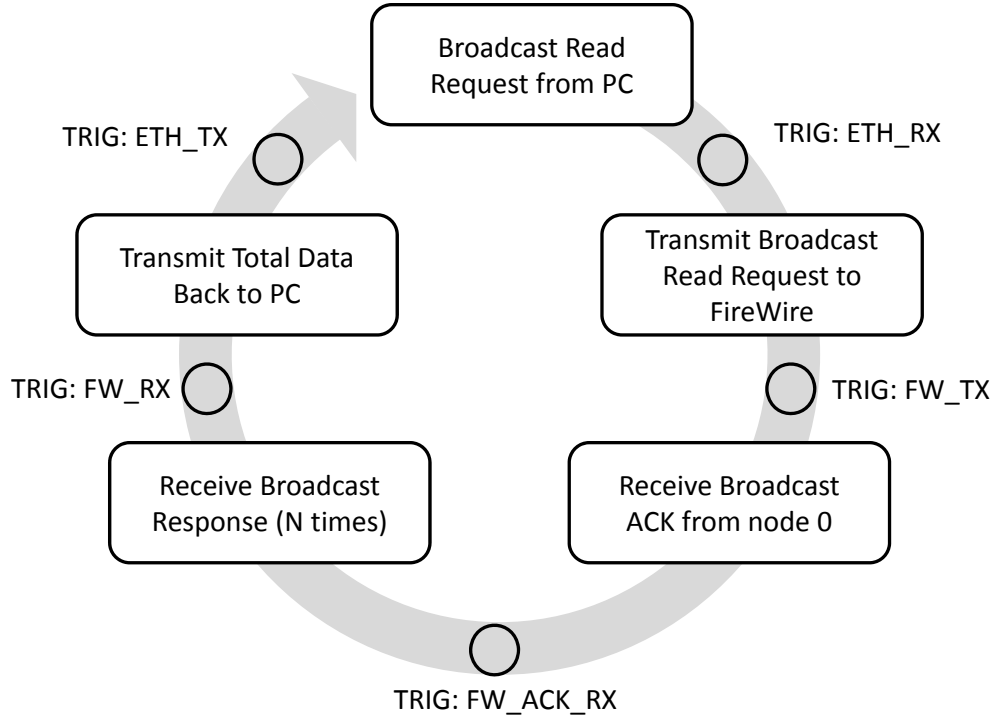 Broadcast Read
Request from PC
TRIG: ETH_RX
Transmit Broadcast
Read Request to
FireWire
TRIG: FW_TX
Receive Broadcast
ACK from node 0
TRIG: FW_ACK_RX
Receive Broadcast
Response (N times)
TRIG: FW_RX
Transmit Total Data
Back to PC
TRIG: ETH_TX